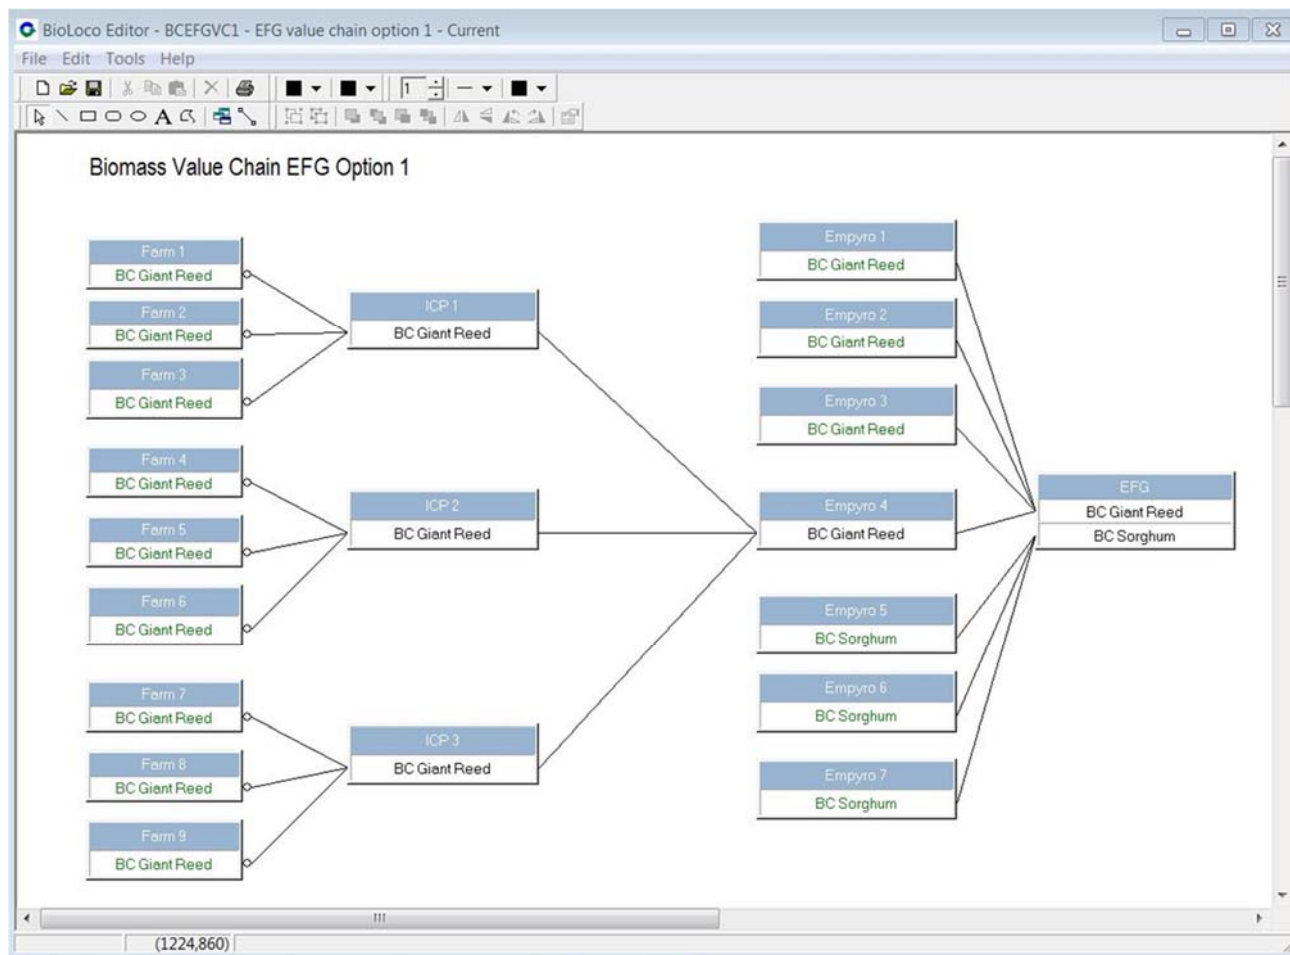 BioLoco Editor - BCEFGVC1 - EFG value chain option 1 - Current
File Edit Tools Help
1
A
Biomass Value Chain EFG Option 1
Farm 1
BC Giant Reed
Farm 2
BC Giant Reed
Farm 3
BC Giant Reed
Farm 4
BC Giant Reed
Farm 5
BC Giant Reed
Farm 6
BC Giant Reed
Farm 7
BC Giant Reed
Farm 8
BC Giant Reed
Farm 9
BC Giant Reed
ICP 1
BC Giant Reed
ICP 2
BC Giant Reed
ICP 3
BC Giant Reed
Empyro 1
BC Giant Reed
Empyro 2
BC Giant Reed
Empyro 3
BC Giant Reed
Empyro 4
BC Giant Reed
Empyro 5
BC Sorghum
Empyro 6
BC Sorghum
Empyro 7
BC Sorghum
EFG
BC Giant Reed
BC Sorghum
(1224,860)